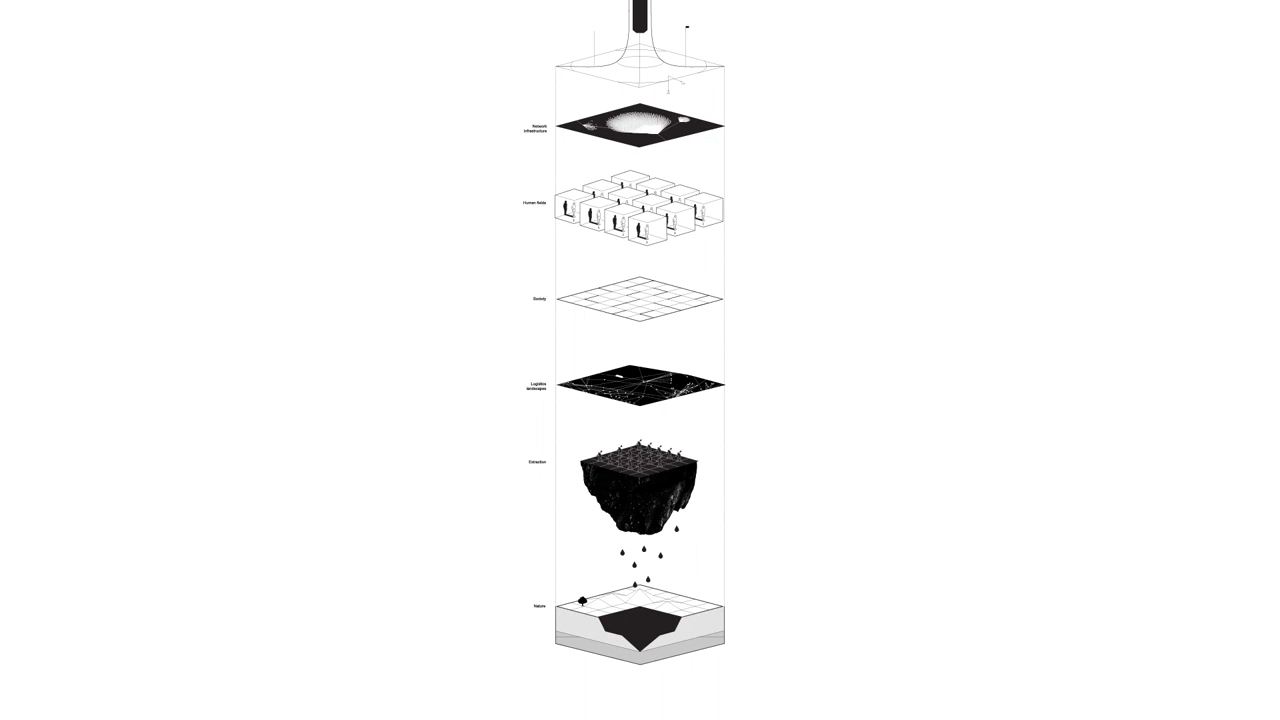 Network
infrastructure
Human fields
Society
Logistics
landscapes
Extraction
Nature